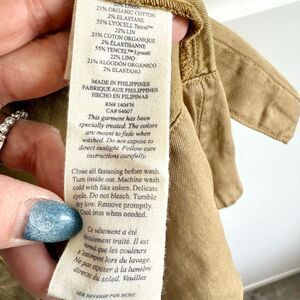 21% ORGANIC COTTON
2% ELASTANE
55% LYOCELL TENCEL™
22% LIN
21% COTON ORGANIQUE
2% ÉLASTHANNE
55% TENCEL™ Lyocell
22% LINO
21% ALGODÓN ORGÁNICO
2% ELASTANO
MADE IN PHILIPPINES
FABRIQUÉ AUX PHILIPPINES
HECHO EN FILIPINAS
RN# 140476
CA# 64607
This garment has been
specially treated. The colors
are meant to fade when
washed. Do not expose to
direct sunlight. Follow
care instructions
carefully.
Close all fastening before wash.
Turn inside out. Machine wash
cold with like colors. Delicate
cycle. Do not bleach. Tumble
dry low. Remove promptly.
Cool iron when needed.
Ce vêtement a été
spécialement traité. Il est
normal que les couleurs
s'estompent lors du lavage.
Ne pas exposer à la lumière
directe du soleil. Veuillez
SEE REVERSE FOR MORE